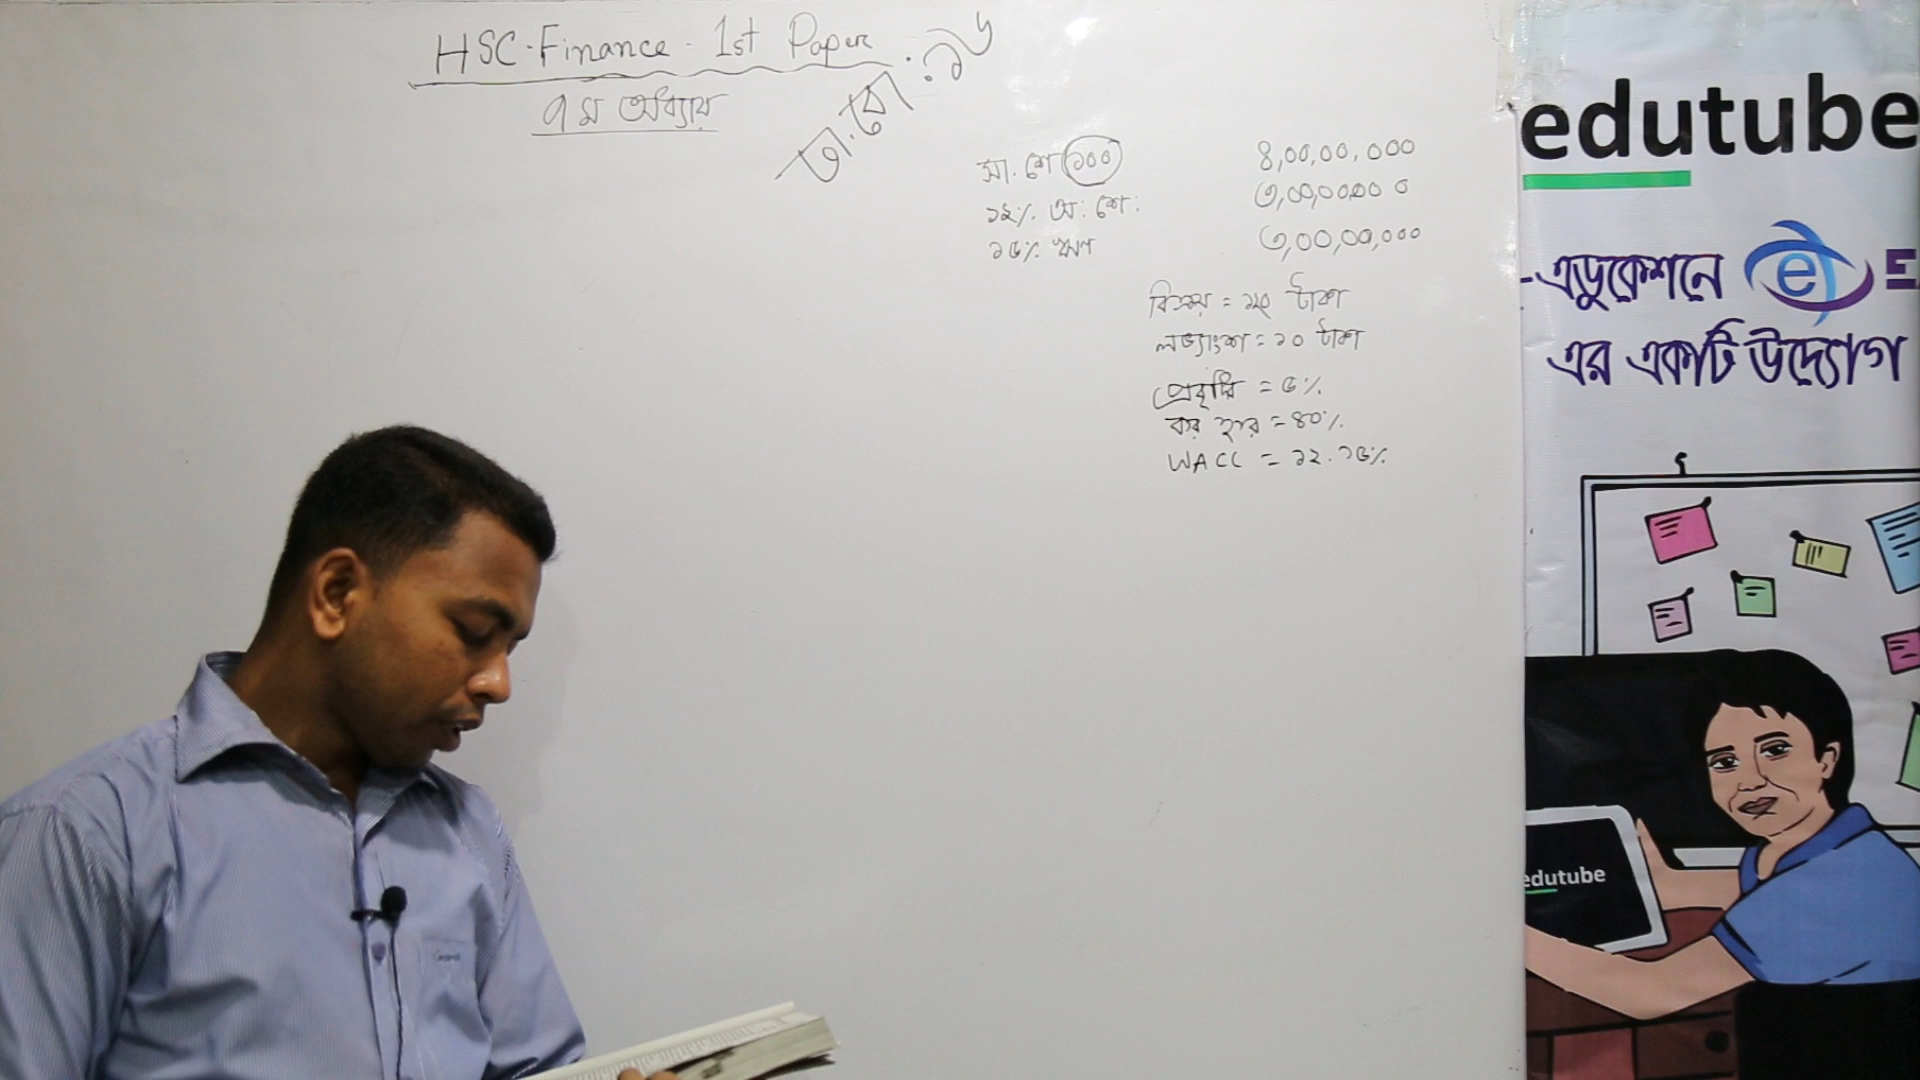 HSC-Finance-1st Paper
৭ম অধ্যায়
ঢা.বো:১৬
সা.শে ১০০ ৪,০০,০০,০০০
১২% অ: শে: ৩,০০,০০০০০
১৫% ঋণ ৩,০০,০০,০০০
বিক্রয় = ১২০ টাকা
লভ্যাংশ = ১০ টাকা
প্রবৃদ্ধি = ৫%
কর হার = ৪০%
WACC = ১২.১৫%
edutube
-এডুকেশনে
এর একটি উদ্যোগ
edutube